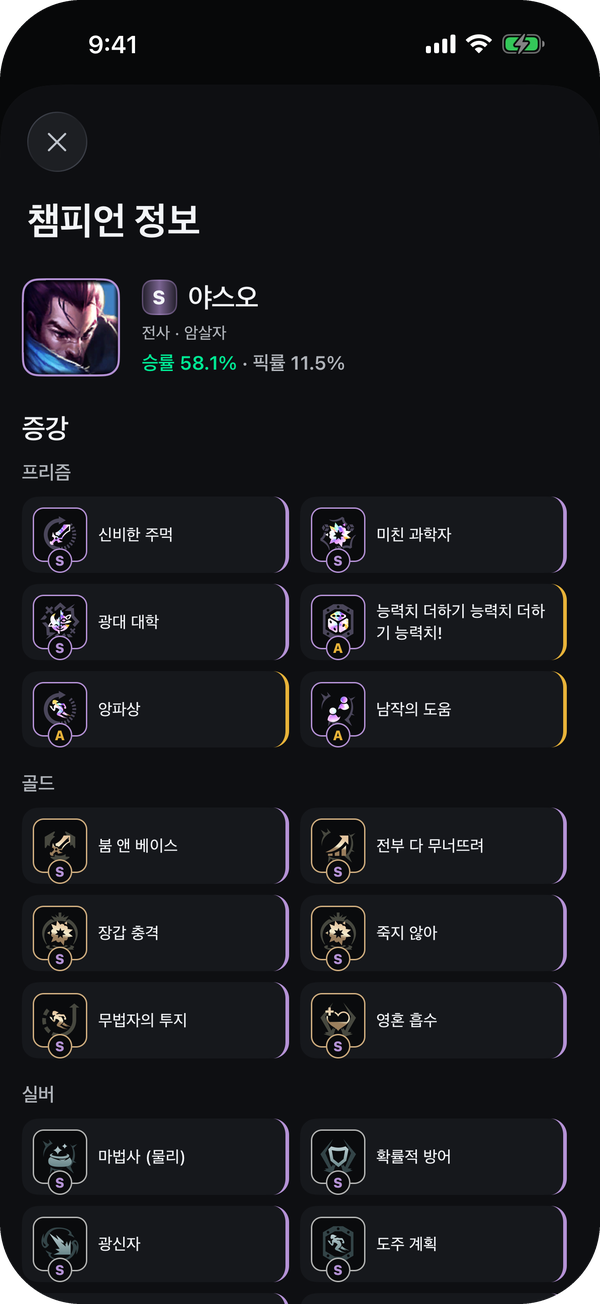 9:41
챔피언 정보
S 야스오
전사 · 암살자
승률 58.1% · 픽률 11.5%
증강
프리즘
신비한 주먹
S
미친 과학자
S
광대 대학
S
능력치 더하기 능력치 더하
기 능력치!
A
앙파상
A
남작의 도움
A
골드
붐 앤 베이스
S
전부 다 무너뜨려
S
장갑 충격
S
죽지 않아
S
무법자의 투지
S
영혼 흡수
S
실버
마법사 (물리)
S
확률적 방어
S
광신자
S
도주 계획
S